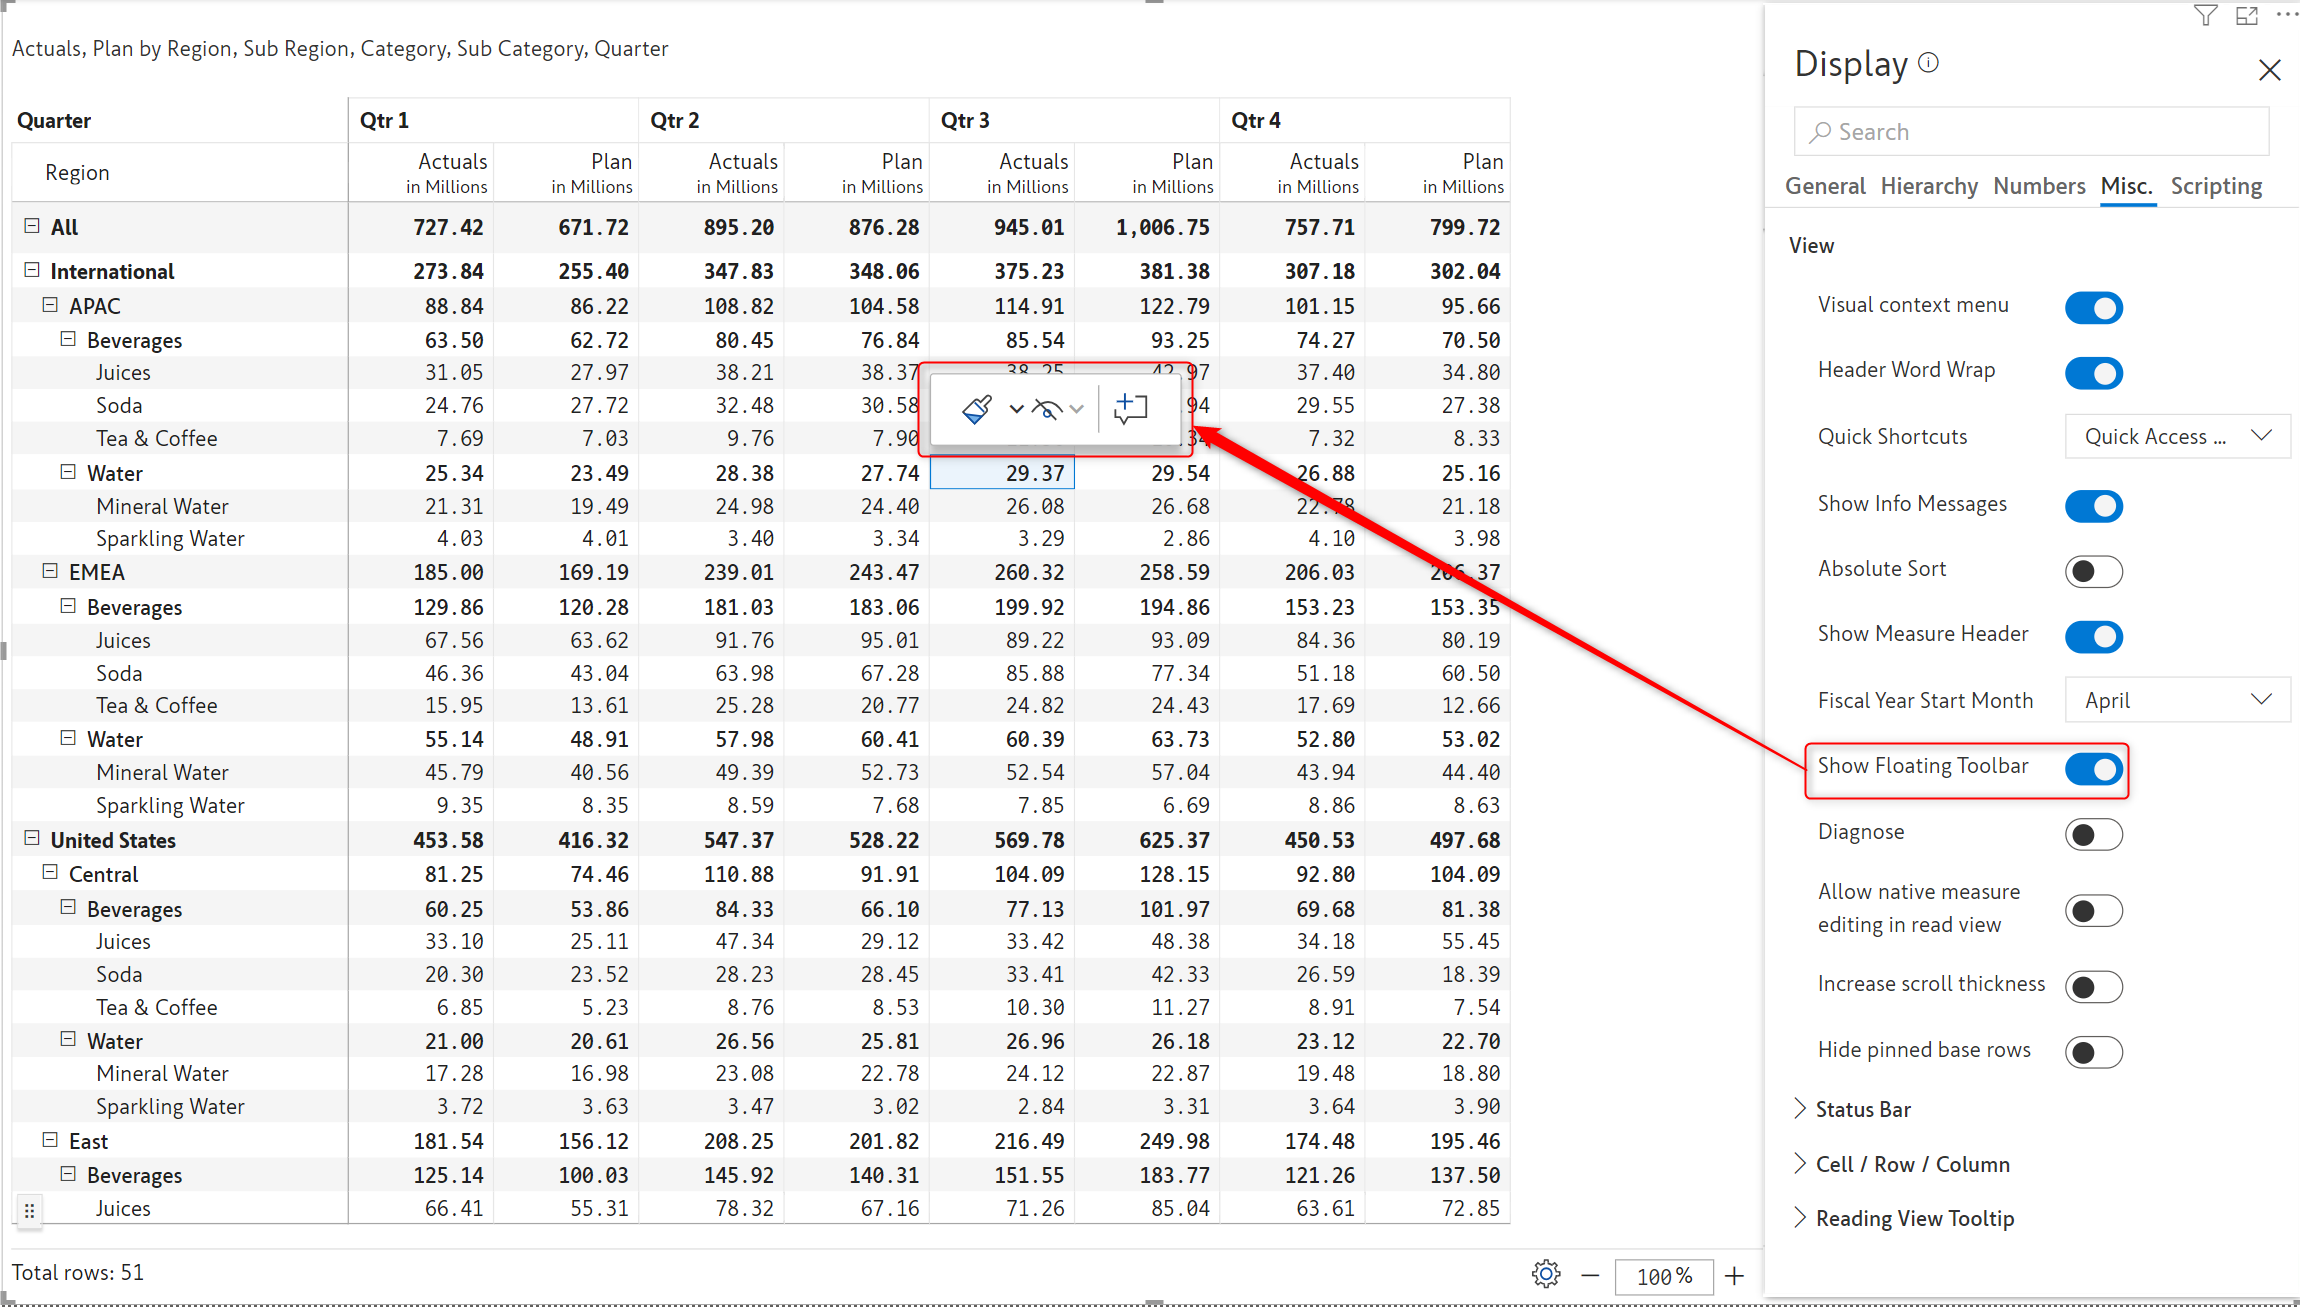 Actuals, Plan by Region, Sub Region, Category, Sub Category, Quarter
Quarter Qtr 1 Qtr 2 Qtr 3 Qtr 4
Region Actuals in Millions Plan in Millions Actuals in Millions Plan in Millions Actuals in Millions Plan in Millions Actuals in Millions Plan in Millions
All 727.42 671.72 895.20 876.28 945.01 1,006.75 757.71 799.72
International 273.84 255.40 347.83 348.06 375.23 381.38 307.18 302.04
APAC 88.84 86.22 108.82 104.58 114.91 122.79 101.15 95.66
Beverages 63.50 62.72 80.45 76.84 85.54 93.25 74.27 70.50
Juices 31.05 27.97 38.21 38.37 38.25 42.97 37.40 34.80
Soda 24.76 27.72 32.48 30.58 94 29.55 27.38
Tea & Coffee 7.69 7.03 9.76 7.90 7.32 8.33
Water 25.34 23.49 28.38 27.74 29.37 29.54 26.88 25.16
Mineral Water 21.31 19.49 24.98 24.40 26.08 26.68 22.78 21.18
Sparkling Water 4.03 4.01 3.40 3.34 3.29 2.86 4.10 3.98
EMEA 185.00 169.19 239.01 243.47 260.32 258.59 206.03 206.37
Beverages 129.86 120.28 181.03 183.06 199.92 194.86 153.23 153.35
Juices 67.56 63.62 91.76 95.01 89.22 93.09 84.36 80.19
Soda 46.36 43.04 63.98 67.28 85.88 77.34 51.18 60.50
Tea & Coffee 15.95 13.61 25.28 20.77 24.82 24.43 17.69 12.66
Water 55.14 48.91 57.98 60.41 60.39 63.73 52.80 53.02
Mineral Water 45.79 40.56 49.39 52.73 52.54 57.04 43.94 44.40
Sparkling Water 9.35 8.35 8.59 7.68 7.85 6.69 8.86 8.63
United States 453.58 416.32 547.37 528.22 569.78 625.37 450.53 497.68
Central 81.25 74.46 110.88 91.91 104.09 128.15 92.80 104.09
Beverages 60.25 53.86 84.33 66.10 77.13 101.97 69.68 81.38
Juices 33.10 25.11 47.34 29.12 33.42 48.38 34.18 55.45
Soda 20.30 23.52 28.23 28.45 33.41 42.33 26.59 18.39
Tea & Coffee 6.85 5.23 8.76 8.53 10.30 11.27 8.91 7.54
Water 21.00 20.61 26.56 25.81 26.96 26.18 23.12 22.70
Mineral Water 17.28 16.98 23.08 22.78 24.12 22.87 19.48 18.80
Sparkling Water 3.72 3.63 3.47 3.02 2.84 3.31 3.64 3.90
East 181.54 156.12 208.25 201.82 216.49 249.98 174.48 195.46
Beverages 125.14 100.03 145.92 140.31 151.55 183.77 121.26 137.50
Juices 66.41 55.31 78.32 67.16 71.26 85.04 63.61 72.85
Total rows: 51
100%
Display
Search
General Hierarchy Numbers Misc. Scripting
View
Visual context menu
Header Word Wrap
Quick Shortcuts Quick Access ...
Show Info Messages
Absolute Sort
Show Measure Header
Fiscal Year Start Month April
Show Floating Toolbar
Diagnose
Allow native measure
editing in read view
Increase scroll thickness
Hide pinned base rows
Status Bar
Cell / Row / Column
Reading View Tooltip